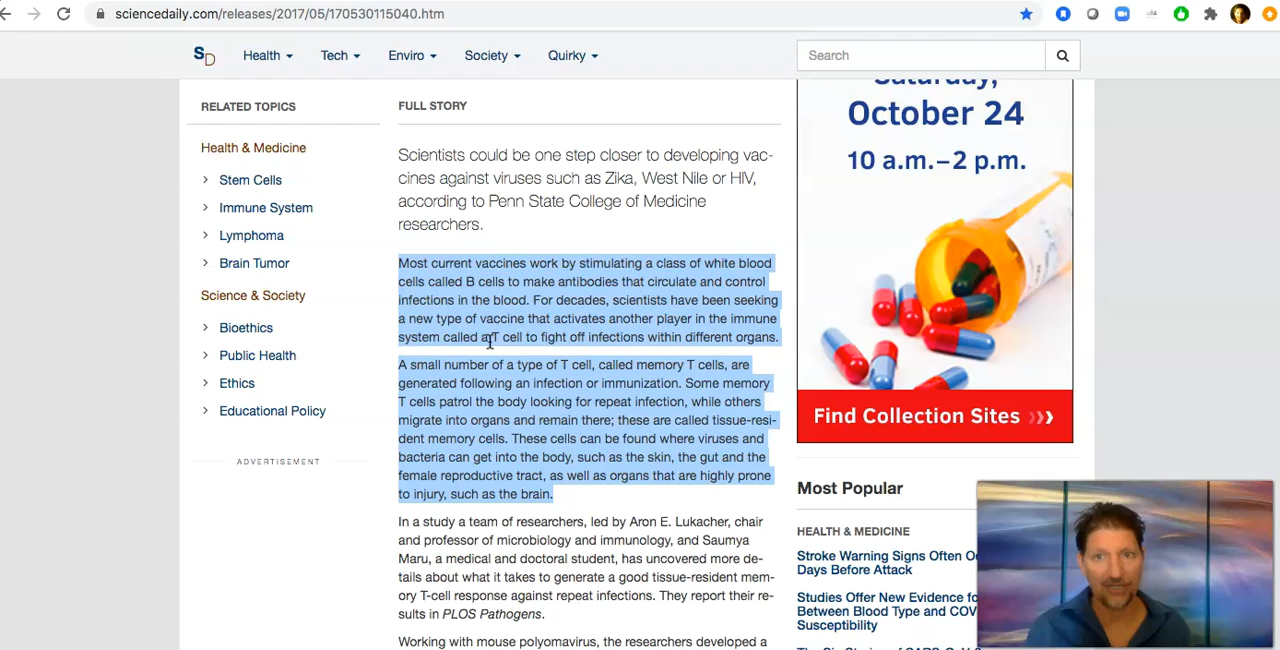 sciencedaily.com/releases/2017/05/170530115040.htm
SD
Health
Tech
Enviro
Society
Quirky
Search
RELATED TOPICS
Health & Medicine
Stem Cells
Immune System
Lymphoma
Brain Tumor
Science & Society
Bioethics
Public Health
Ethics
Educational Policy
ADVERTISEMENT
FULL STORY
Scientists could be one step closer to developing vac-
cines against viruses such as Zika, West Nile or HIV,
according to Penn State College of Medicine
researchers.
Most current vaccines work by stimulating a class of white blood
cells called B cells to make antibodies that circulate and control
infections in the blood. For decades, scientists have been seeking
a new type of vaccine that activates another player in the immune
system called a T cell to fight off infections within different organs.
A small number of a type of T cell, called memory T cells, are
generated following an infection or immunization. Some memory
T cells patrol the body looking for repeat infection, while others
migrate into organs and remain there; these are called tissue-resi-
dent memory cells. These cells can be found where viruses and
bacteria can get into the body, such as the skin, the gut and the
female reproductive tract, as well as organs that are highly prone
to injury, such as the brain.
In a study a team of researchers, led by Aron E. Lukacher, chair
and professor of microbiology and immunology, and Saumya
Maru, a medical and doctoral student, has uncovered more de-
tails about what it takes to generate a good tissue-resident mem-
ory T-cell response against repeat infections. They report their re-
sults in PLOS Pathogens.
Working with mouse polyomavirus, the researchers developed a
Saturday,
October 24
10 a.m.–2 p.m.
Find Collection Sites
Most Popular
HEALTH & MEDICINE
Stroke Warning Signs Often
Days Before Attack
Studies Offer New Evidence
Between Blood Type and
Susceptibility